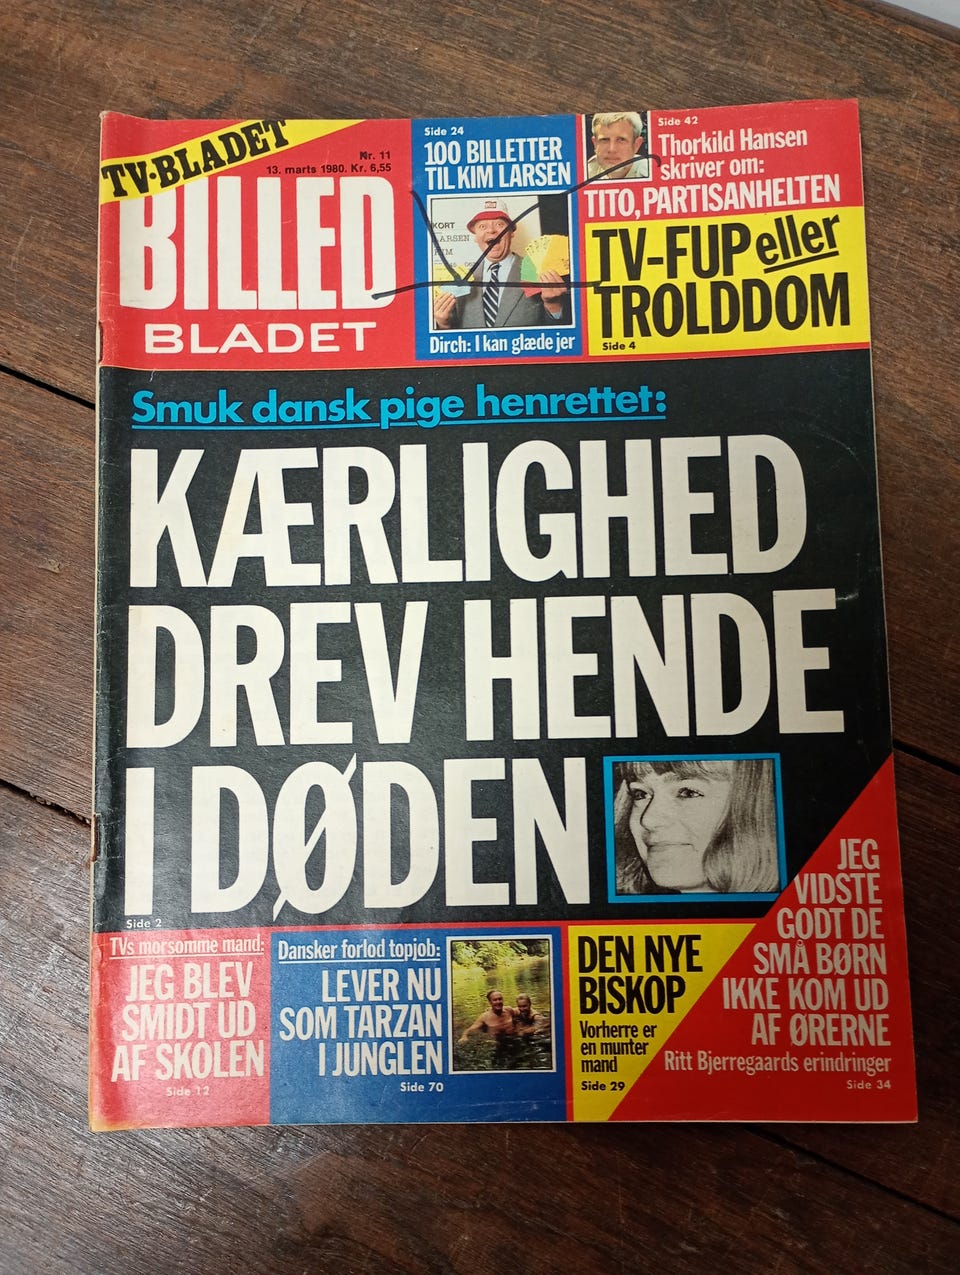 TV·BLADET
Nr. 11
13. marts 1980. Kr. 6,55
BILLED
BLADET
Side 24
100 BILLETTER
TIL KIM LARSEN
KORT
LARSEN
KIM
Dirch: I kan glæde jer
Side 42
Thorkild Hansen
skriver om:
TITO, PARTISANHELTEN
TV-FUP eller
TROLDDOM
Side 4
Smuk dansk pige henrettet:
KÆRLIGHED
DREV HENDE
I DØDEN
Side 2
TVs morsomme mand:
JEG BLEV
SMIDT UD
AF SKOLEN
Side 12
Dansker forlod topjob:
LEVER NU
SOM TARZAN
I JUNGLEN
Side 70
DEN NYE
BISKOP
Vorherre er
en munter
mand
Side 29
JEG
VIDSTE
GODT DE
SMÅ BØRN
IKKE KOM UD
AF ØRERNE
Ritt Bjerregaards erindringer
Side 34